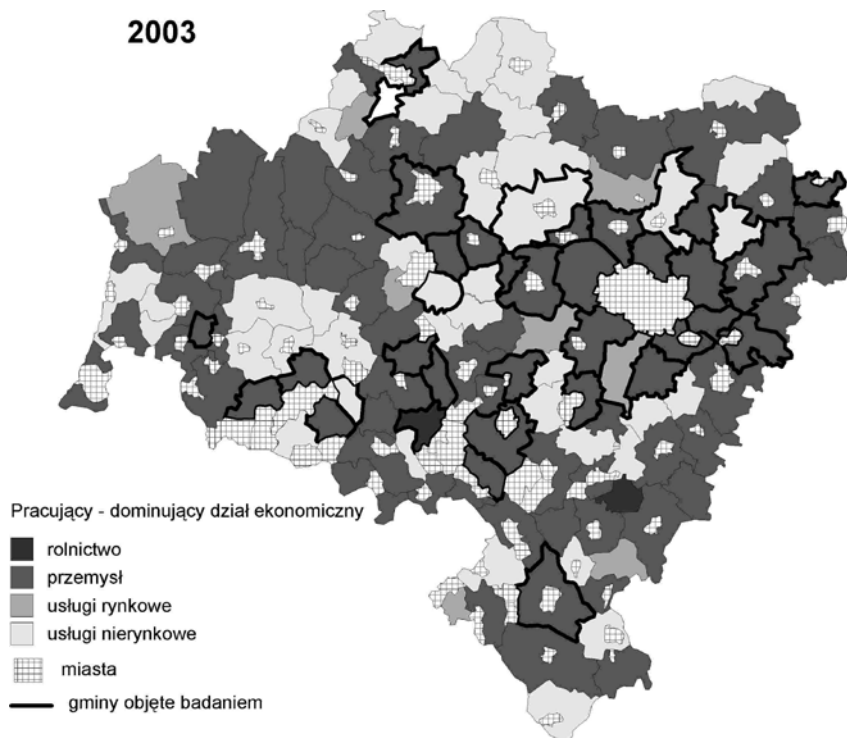 2003
Pracujący - dominujący dział ekonomiczny
rolnictwo
przemysł
usługi rynkowe
usługi nierynkowe
miasta
gminy objęte badaniem